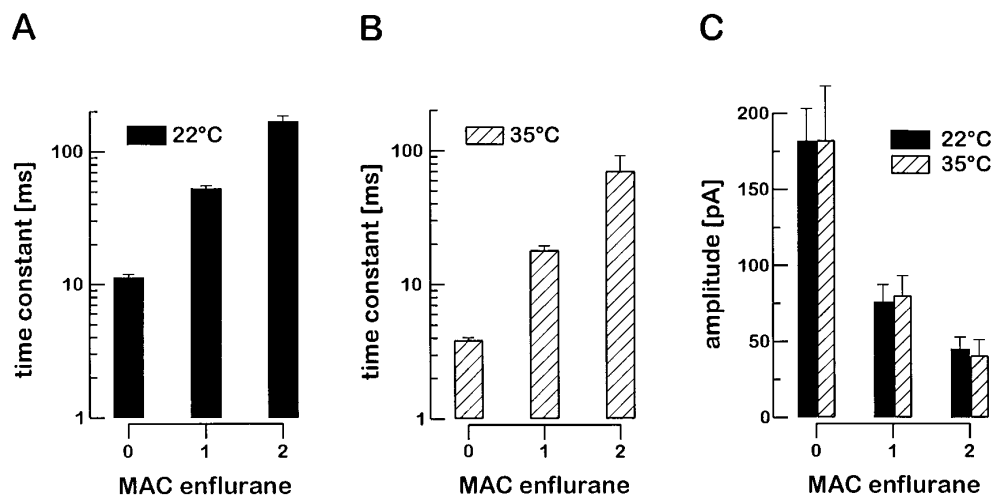 A
B
C
22°C
35°C
22°C
35°C
time constant [ms]
100
10
1
0 1 2
MAC enflurane
time constant [ms]
100
10
1
0 1 2
MAC enflurane
amplitude [pA]
200
150
100
50
0
0 1 2
MAC enflurane